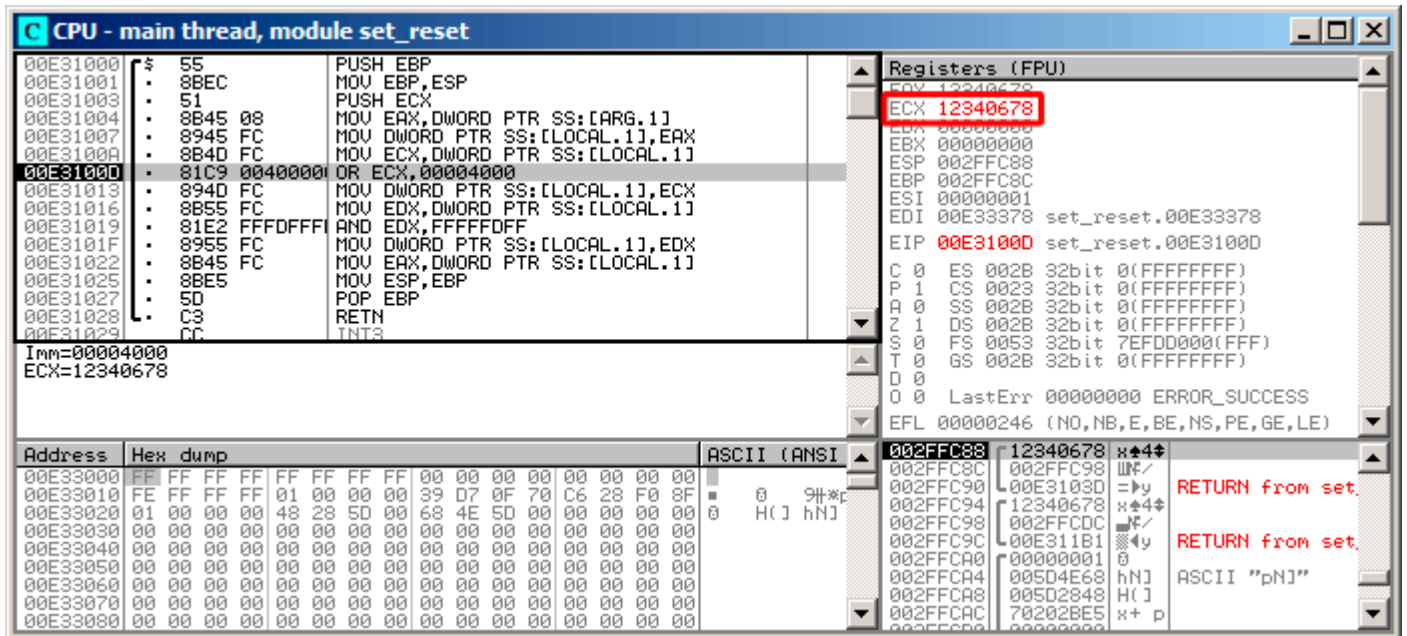 C CPU - main thread, module set_reset
00E31000 $ 55 PUSH EBP
00E31001 . 8BEC MOV EBP,ESP
00E31003 . 51 PUSH ECX
00E31004 . 8B45 08 MOV EAX,DWORD PTR SS:[ARG.1]
00E31007 . 8945 FC MOV DWORD PTR SS:[LOCAL.1],EAX
00E3100A . 8B4D FC MOV ECX,DWORD PTR SS:[LOCAL.1]
00E3100D . 81C9 0040000 OR ECX,00004000
00E31013 . 894D FC MOV DWORD PTR SS:[LOCAL.1],ECX
00E31016 . 8B55 FC MOV EDX,DWORD PTR SS:[LOCAL.1]
00E31019 . 81E2 FFFDFFF AND EDX,FFFFFDFF
00E3101F . 8955 FC MOV DWORD PTR SS:[LOCAL.1],EDX
00E31022 . 8B45 FC MOV EAX,DWORD PTR SS:[LOCAL.1]
00E31025 . 8BE5 MOV ESP,EBP
00E31027 . 5D POP EBP
00E31028 . C3 RETN
00E31029 CC INT3
Imm=00004000
ECX=12340678
Registers (FPU)
EAX 12340678
ECX 12340678
EDX 00000000
EBX 00000000
ESP 002FFC88
EBP 002FFC8C
ESI 00000001
EDI 00E33378 set_reset.00E33378
EIP 00E3100D set_reset.00E3100D
C 0 ES 002B 32bit 0(FFFFFFFF)
P 1 CS 0023 32bit 0(FFFFFFFF)
A 0 SS 002B 32bit 0(FFFFFFFF)
Z 1 DS 002B 32bit 0(FFFFFFFF)
S 0 FS 0053 32bit 7EFDD000(FFF)
T 0 GS 002B 32bit 0(FFFFFFFF)
D 0
O 0 LastErr 00000000 ERROR_SUCCESS
EFL 00000246 (NO,NB,E,BE,NS,PE,GE,LE)
Address Hex dump ASCII (ANSI
00E33000 FF FF FF FF FF FF FF FF 00 00 00 00 00 00 00 00
00E33010 FE FF FF FF 01 00 00 00 39 D7 0F 70 C6 28 F0 8F
00E33020 01 00 00 00 48 28 5D 00 68 4E 5D 00 00 00 00 00 H(] hN]
00E33030 00 00 00 00 00 00 00 00 00 00 00 00 00 00 00 00
00E33040 00 00 00 00 00 00 00 00 00 00 00 00 00 00 00 00
00E33050 00 00 00 00 00 00 00 00 00 00 00 00 00 00 00 00
00E33060 00 00 00 00 00 00 00 00 00 00 00 00 00 00 00 00
00E33070 00 00 00 00 00 00 00 00 00 00 00 00 00 00 00 00
00E33080 00 00 00 00 00 00 00 00 00 00 00 00 00 00 00 00
002FFC88 12340678 x♠4↕
002FFC8C 002FFC98
002FFC90 00E3103D =►y RETURN from set_
002FFC94 12340678 x♠4↕
002FFC98 002FFCDC
002FFC9C 00E311B1 ▒◄y RETURN from set_
002FFCA0 00000001
002FFCA4 005D4E68 hN] ASCII "pN]"
002FFCA8 005D2848 H(]
002FFCAC 70202BE5 x+ p